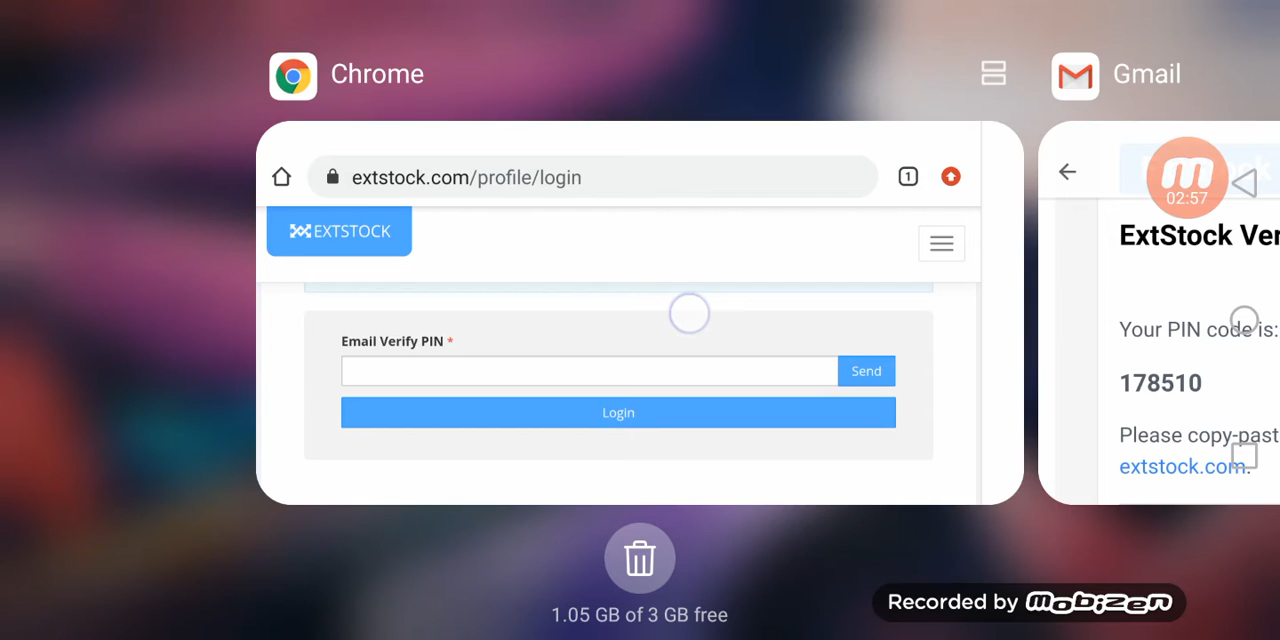 Chrome
Gmail
extstock.com/profile/login
1
02:57
EXTSTOCK
ExtStock Ver
Email Verify PIN *
Send
Login
Your PIN code is:
178510
Please copy-past
extstock.com.
1.05 GB of 3 GB free
Recorded by mobizen